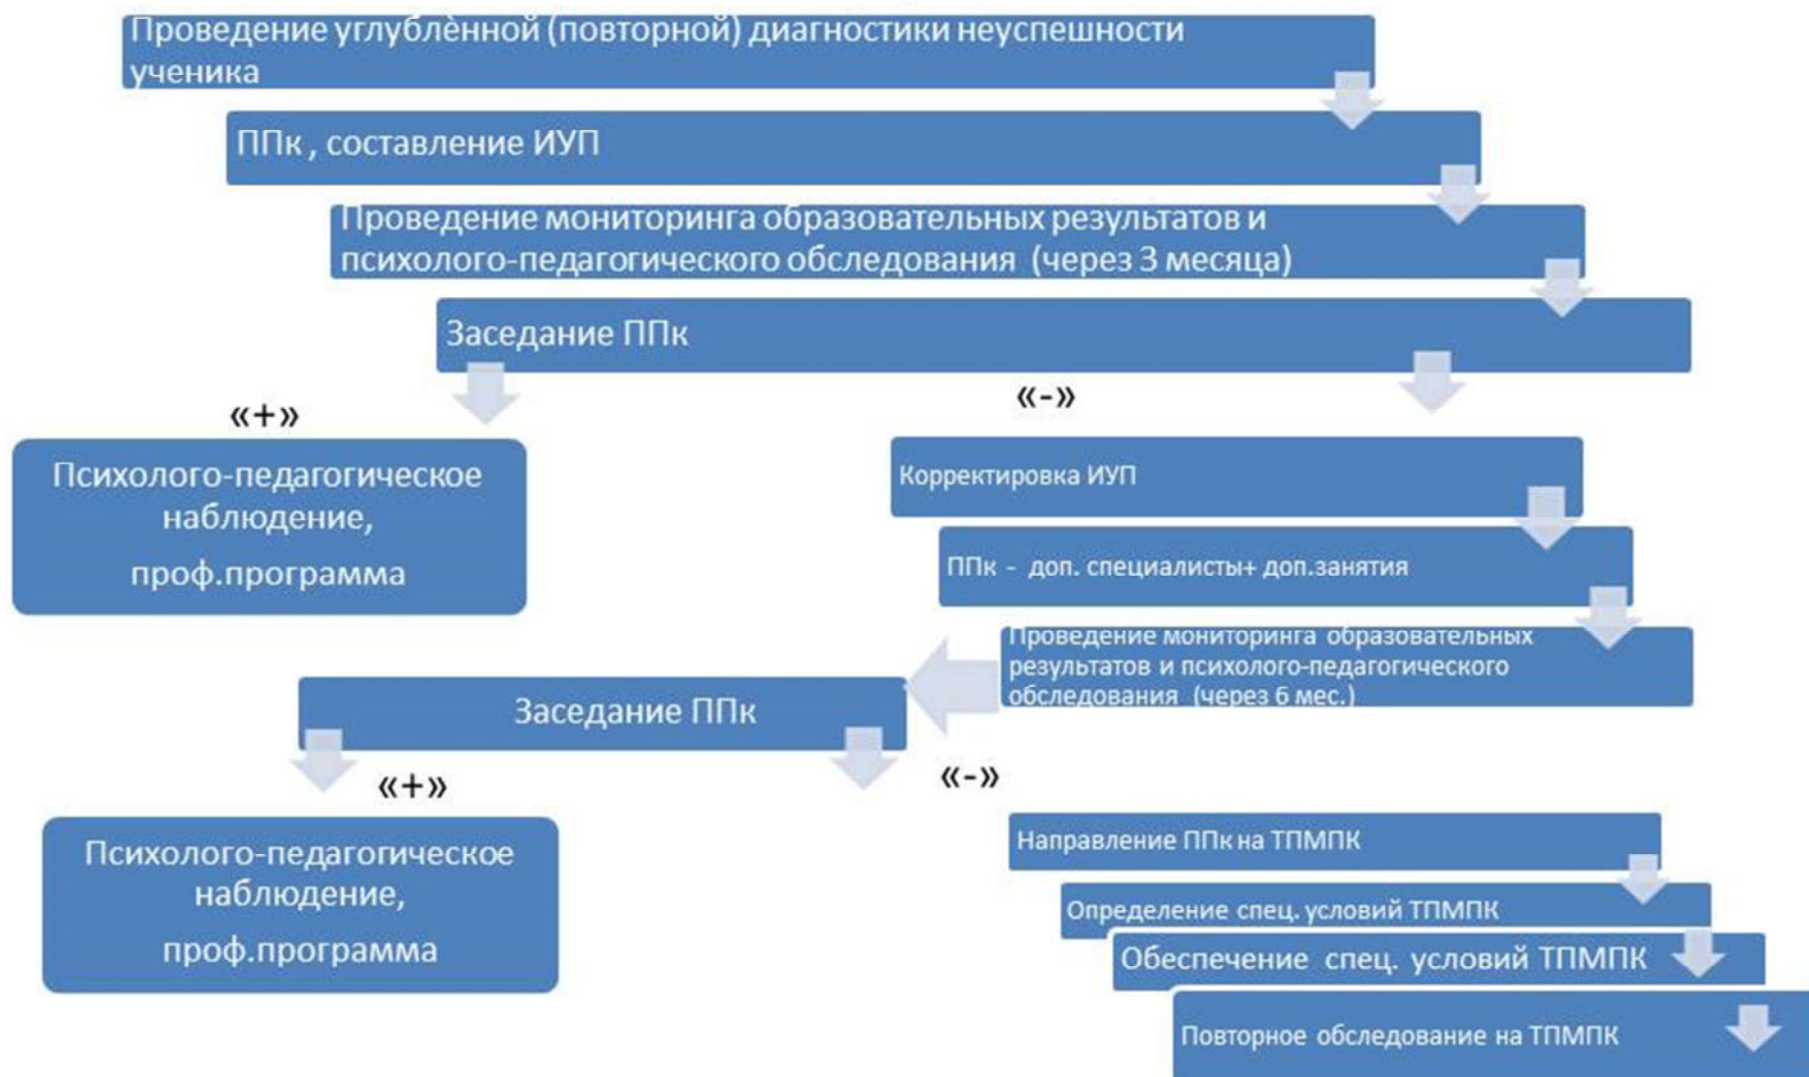 Проведение углублѐнной (повторной) диагностики неуспешности
ученика
ППк , составление ИУП
Проведение мониторинга образовательных результатов и
психолого-педагогического обследования (через 3 месяца)
Заседание ППк
«+»
«-»
Психолого-педагогическое
наблюдение,
проф.программа
Корректировка ИУП
ППк - доп. специалисты+ доп.занятия
Проведение мониторинга образовательных
результатов и психолого-педагогического
обследования (через 6 мес.)
Заседание ППк
«+»
«-»
Психолого-педагогическое
наблюдение,
проф.программа
Направление ППк на ТПМПК
Определение спец. условий ТПМПК
Обеспечение спец. условий ТПМПК
Повторное обследование на ТПМПК